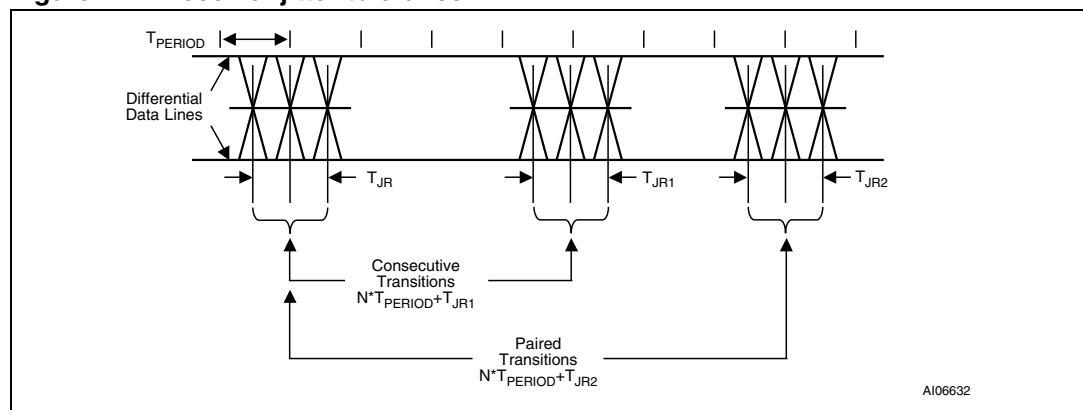 T_PERIOD
Differential
Data Lines
T_JR
T_JR1
T_JR2
Consecutive
Transitions
N*T_PERIOD+T_JR1
Paired
Transitions
N*T_PERIOD+T_JR2
AI06632